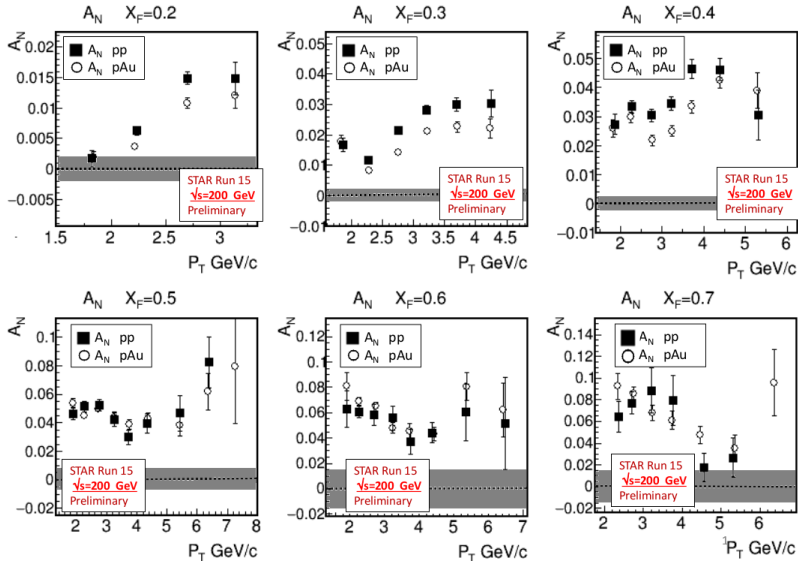 A_N X_F=0.2
A_N
A_N pp
A_N pAu
0.02
0.015
0.01
0.005
0
−0.005
STAR Run 15
√s=200 GeV
Preliminary
1.5 2 2.5 3
P_T GeV/c
A_N X_F=0.3
A_N
A_N pp
A_N pAu
0.05
0.04
0.03
0.02
0.01
0
−0.01
STAR Run 15
√s=200 GeV
Preliminary
2 2.5 3 3.5 4 4.5
P_T GeV/c
A_N X_F=0.4
A_N
A_N pp
A_N pAu
0.06
0.05
0.04
0.03
0.02
0.01
0
−0.01
STAR Run 15
√s=200 GeV
Preliminary
2 3 4 5 6
P_T GeV/c
A_N X_F=0.5
A_N
A_N pp
A_N pAu
0.1
0.08
0.06
0.04
0.02
0
−0.02
STAR Run 15
√s=200 GeV
Preliminary
2 3 4 5 6 7 8
P_T GeV/c
A_N X_F=0.6
A_N
A_N pp
A_N pAu
0.12
0.1
0.08
0.06
0.04
0.02
0
−0.02
STAR Run 15
√s=200 GeV
Preliminary
2 3 4 5 6 7
P_T GeV/c
A_N X_F=0.7
A_N
A_N pp
A_N pAu
0.14
0.12
0.1
0.08
0.06
0.04
0.02
0
−0.02
STAR Run 15
√s=200 GeV
Preliminary
2 3 4 5 6
1
P_T GeV/c